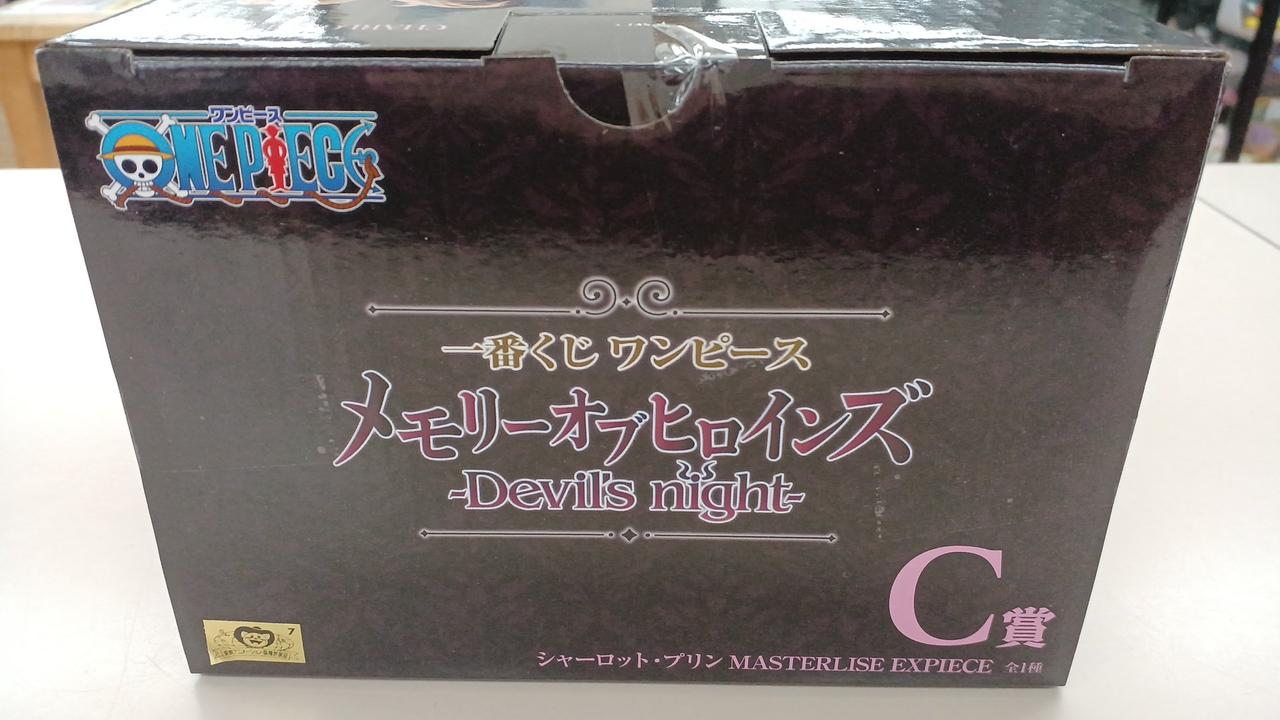 ワンピース
ONE PIECE
一番くじ ワンピース
メモリーオブヒロインズ
-Devil's night-
C賞
シャーロット・プリン MASTERLISE EXPIECE 全1種
7